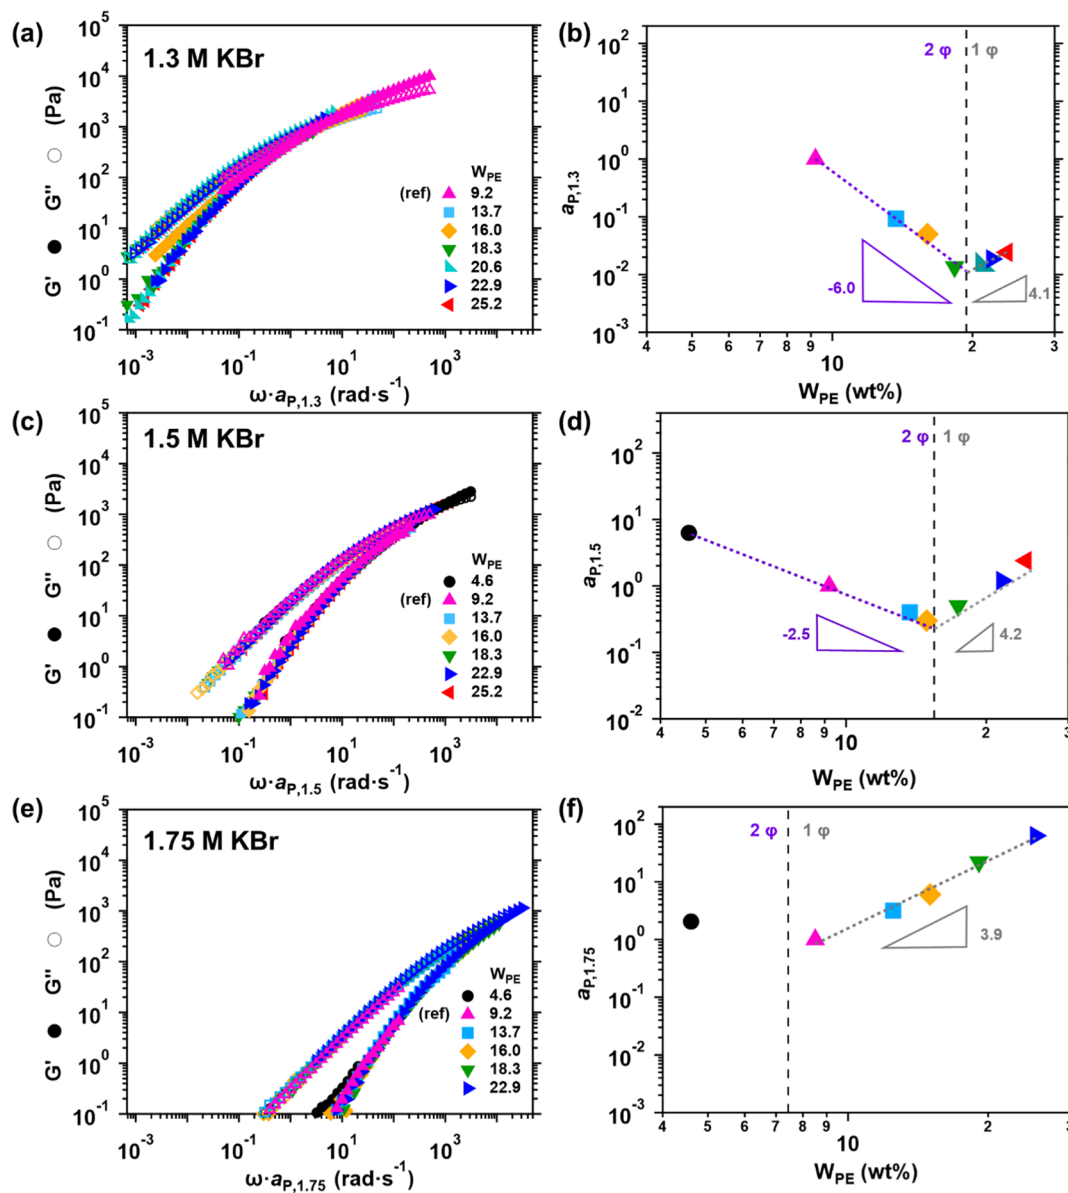 (a)
1.3 M KBr
G' ● G'' ○ (Pa)
10^5
10^4
10^3
10^2
10^1
10^0
10^-1
W_PE
(ref) 9.2
13.7
16.0
18.3
20.6
22.9
25.2
10^-3 10^-1 10^1 10^3
ω·a_P,1.3 (rad·s^-1)
(b)
2 φ 1 φ
a_P,1.3
10^2
10^1
10^0
10^-1
10^-2
10^-3
-6.0
4.1
4 5 6 7 8 9 10 2 3
W_PE (wt%)
(c)
1.5 M KBr
G' ● G'' ○ (Pa)
10^5
10^4
10^3
10^2
10^1
10^0
10^-1
W_PE
4.6
(ref) 9.2
13.7
16.0
18.3
22.9
25.2
10^-3 10^-1 10^1 10^3
ω·a_P,1.5 (rad·s^-1)
(d)
2 φ 1 φ
a_P,1.5
10^2
10^1
10^0
10^-1
10^-2
-2.5
4.2
4 5 6 7 8 9 10 2 3
W_PE (wt%)
(e)
1.75 M KBr
G' ● G'' ○ (Pa)
10^5
10^4
10^3
10^2
10^1
10^0
10^-1
W_PE
4.6
(ref) 9.2
13.7
16.0
18.3
22.9
10^-3 10^-1 10^1 10^3
ω·a_P,1.75 (rad·s^-1)
(f)
2 φ 1 φ
a_P,1.75
10^2
10^1
10^0
10^-1
10^-2
10^-3
3.9
4 5 6 7 8 9 10 2 3
W_PE (wt%)